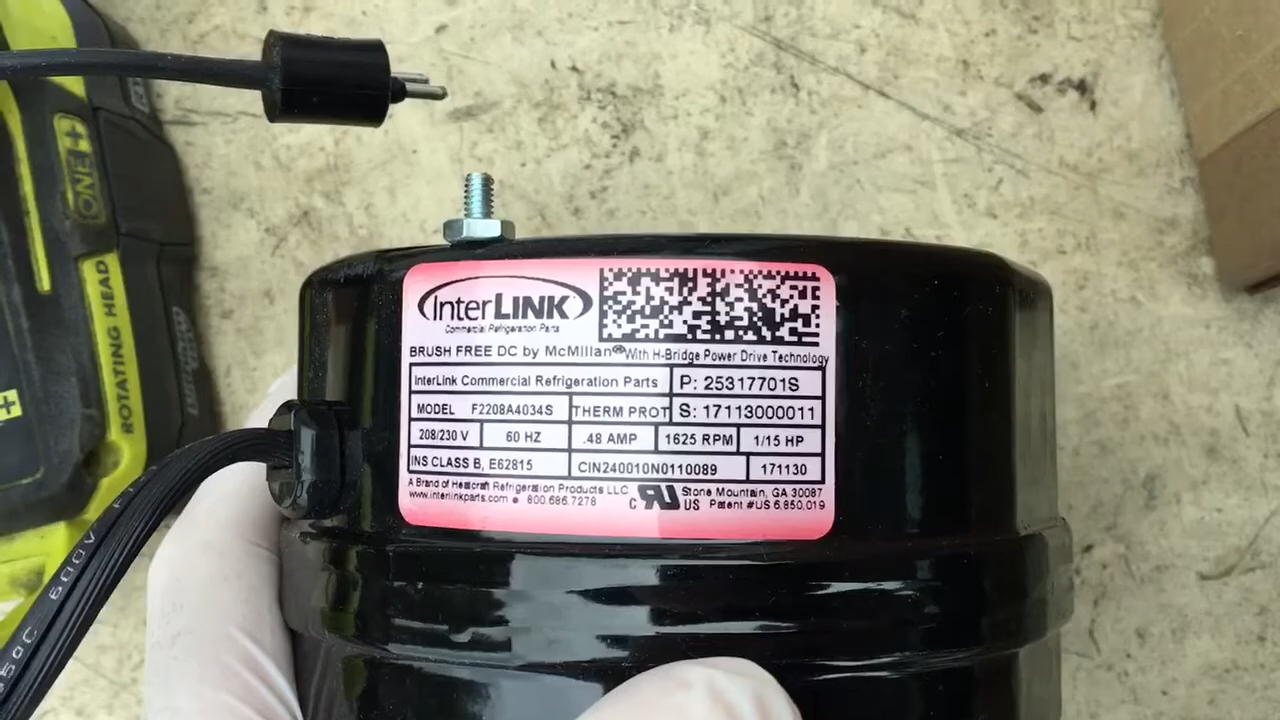 InterLINK
Commercial Refrigeration Parts
BRUSH FREE DC by McMillan® With H-Bridge Power Drive Technology
InterLink Commercial Refrigeration Parts P: 25317701S
MODEL F2208A4034S THERM PROT S: 17113000011
208/230 V 60 HZ .48 AMP 1625 RPM 1/15 HP
INS CLASS B, E62815 CIN240010N0110089 171130
A Brand of Heatcraft Refrigeration Products LLC
www.interlinkparts.com ● 800.686.7278
C US
Stone Mountain, GA 30087
Patent #US 6,850,019
ONE+
ROTATING HEAD
600V